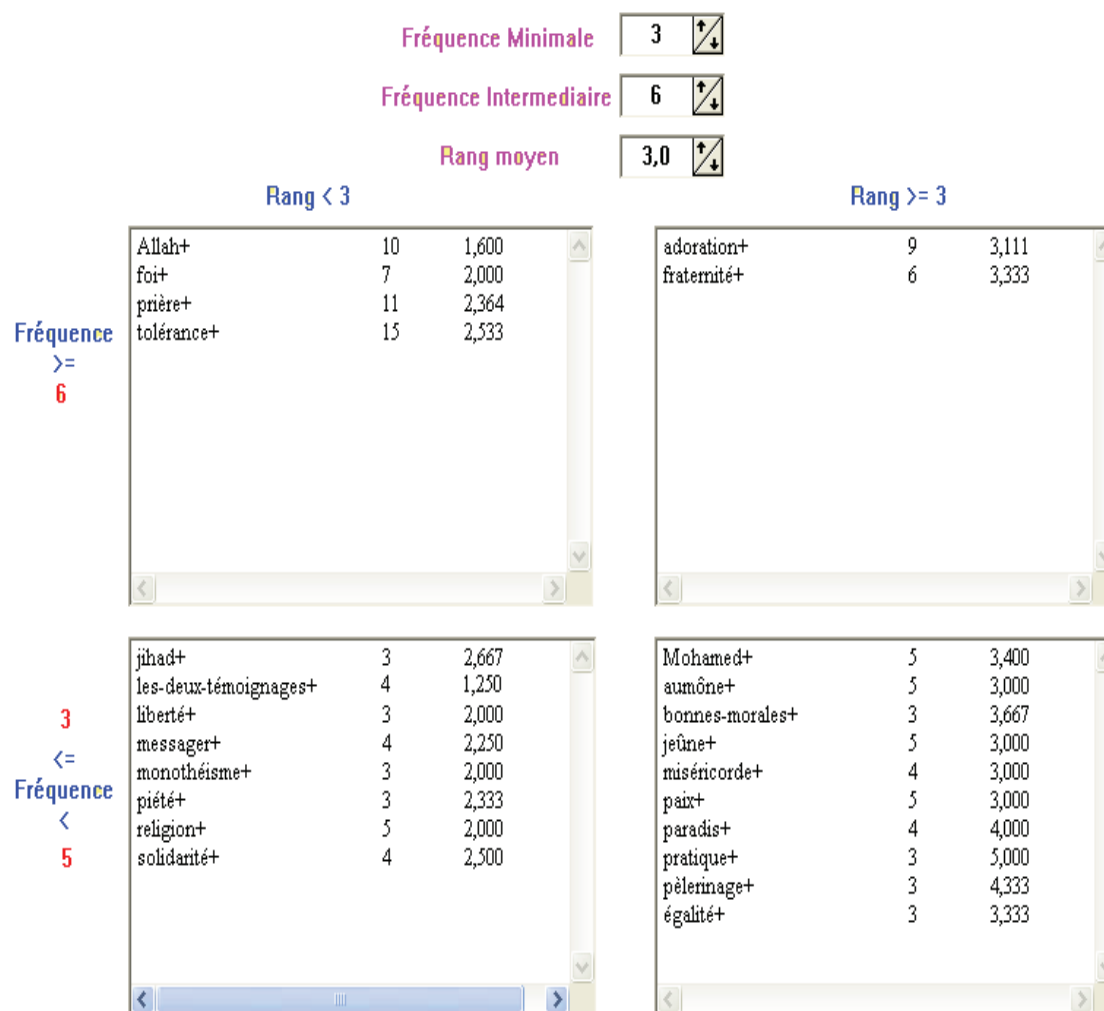 Fréquence Minimale 3
Fréquence Intermediaire 6
Rang moyen 3,0
Rang < 3 Rang >= 3
Fréquence
>=
6
Allah+ 10 1,600
foi+ 7 2,000
prière+ 11 2,364
tolérance+ 15 2,533
adoration+ 9 3,111
fraternité+ 6 3,333
3
<=
Fréquence
<
5
jihad+ 3 2,667
les-deux-témoignages+ 4 1,250
liberté+ 3 2,000
messager+ 4 2,250
monothéisme+ 3 2,000
piété+ 3 2,333
religion+ 5 2,000
solidarité+ 4 2,500
Mohamed+ 5 3,400
aumône+ 5 3,000
bonnes-morales+ 3 3,667
jeûne+ 5 3,000
miséricorde+ 4 3,000
paix+ 5 3,000
paradis+ 4 4,000
pratique+ 3 5,000
pèlerinage+ 3 4,333
égalité+ 3 3,333